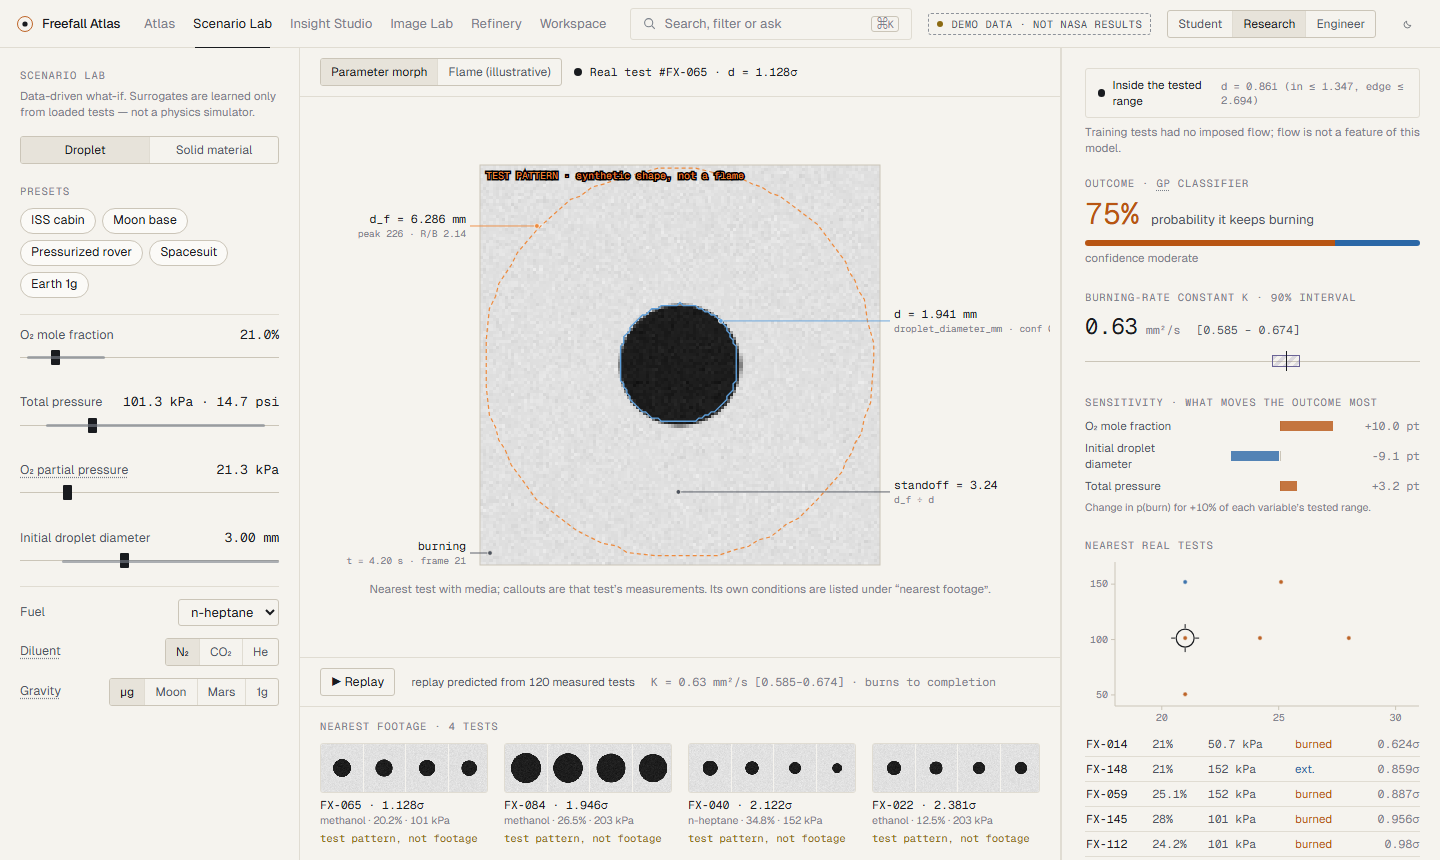 Freefall Atlas
Atlas
Scenario Lab
Insight Studio
Image Lab
Refinery
Workspace
Search, filter or ask
⌘K
DEMO DATA · NOT NASA RESULTS
Student
Research
Engineer
SCENARIO LAB
Data-driven what-if. Surrogates are learned only
from loaded tests — not a physics simulator.
Droplet
Solid material
PRESETS
ISS cabin
Moon base
Pressurized rover
Spacesuit
Earth 1g
O₂ mole fraction 21.0%
Total pressure 101.3 kPa · 14.7 psi
O₂ partial pressure 21.3 kPa
Initial droplet diameter 3.00 mm
Fuel n-heptane
Diluent N₂ CO₂ He
Gravity µg Moon Mars 1g
Parameter morph
Flame (illustrative)
Real test #FX-065 · d = 1.128σ
TEST PATTERN - synthetic shape, not a flame
d_f = 6.286 mm
peak 226 · R/B 2.14
d = 1.941 mm
droplet_diameter_mm · conf
standoff = 3.24
d_f ÷ d
burning
t = 4.20 s · frame 21
Nearest test with media; callouts are that test's measurements. Its own conditions are listed under "nearest footage".
▶ Replay
replay predicted from 120 measured tests
K = 0.63 mm²/s [0.585–0.674] · burns to completion
NEAREST FOOTAGE · 4 TESTS
FX-065 · 1.128σ
methanol · 20.2% · 101 kPa
test pattern, not footage
FX-084 · 1.946σ
methanol · 26.5% · 203 kPa
test pattern, not footage
FX-040 · 2.122σ
n-heptane · 34.8% · 152 kPa
test pattern, not footage
FX-022 · 2.381σ
ethanol · 12.5% · 203 kPa
test pattern, not footage
Inside the tested
range
d = 0.861 (in ≤ 1.347, edge ≤
2.694)
Training tests had no imposed flow; flow is not a feature of this
model.
OUTCOME · GP CLASSIFIER
75% probability it keeps burning
confidence moderate
BURNING-RATE CONSTANT K · 90% INTERVAL
0.63 mm²/s [0.585 – 0.674]
SENSITIVITY · WHAT MOVES THE OUTCOME MOST
O₂ mole fraction +10.0 pt
Initial droplet
diameter
-9.1 pt
Total pressure +3.2 pt
Change in p(burn) for +10% of each variable's tested range.
NEAREST REAL TESTS
150
100
50
20 25 30
FX-014 21% 50.7 kPa burned 0.624σ
FX-148 21% 152 kPa ext. 0.859σ
FX-059 25.1% 152 kPa burned 0.887σ
FX-145 28% 101 kPa burned 0.956σ
FX-112 24.2% 101 kPa burned 0.98σ